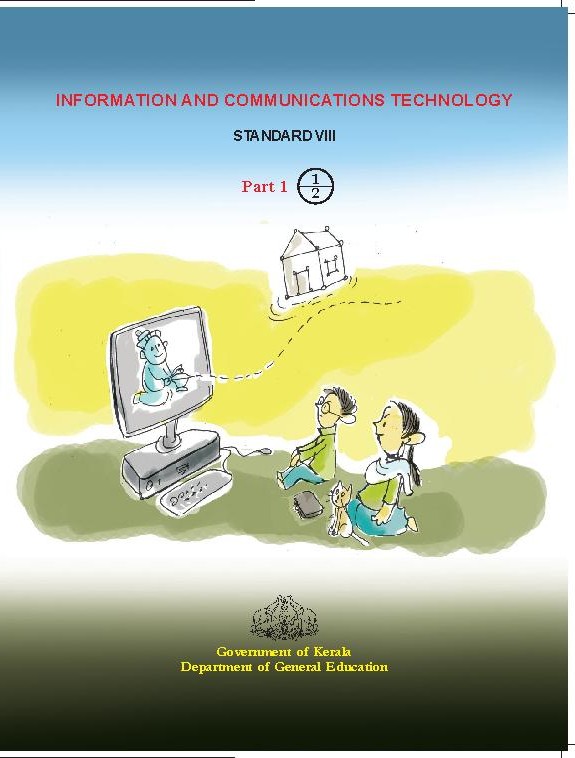 INFORMATION AND COMMUNICATIONS TECHNOLOGY
STANDARD VIII
Part 1 1/2
Government of Kerala
Department of General Education